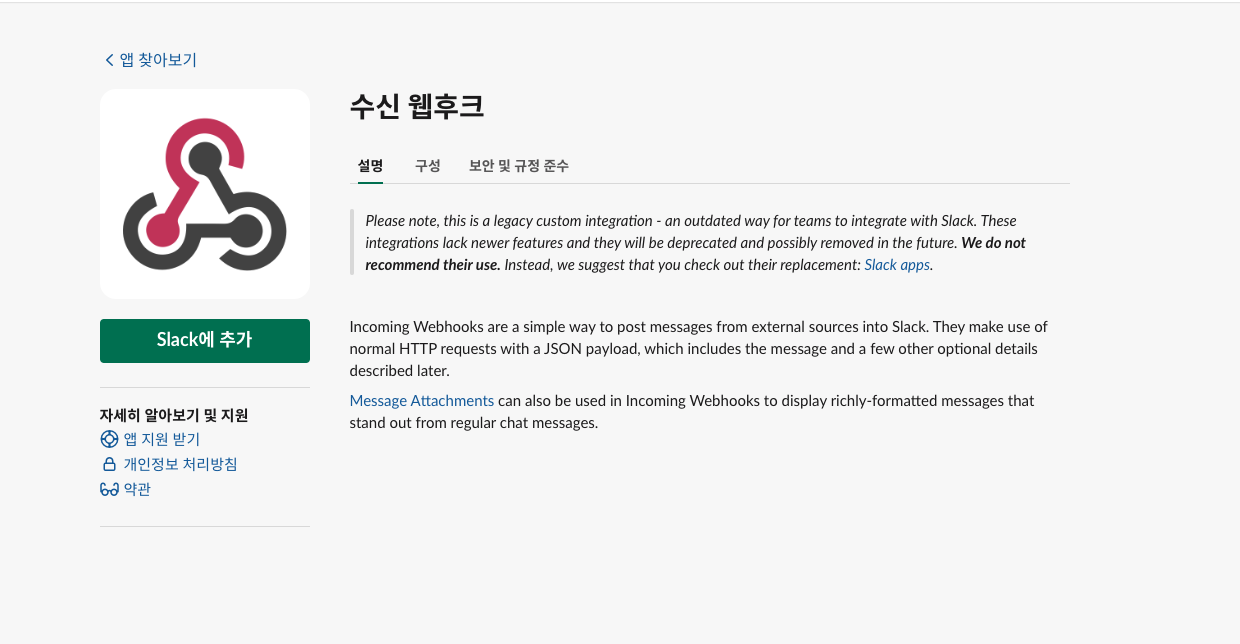 앱 찾아보기
수신 웹후크
설명 구성 보안 및 규정 준수
Please note, this is a legacy custom integration - an outdated way for teams to integrate with Slack. These
integrations lack newer features and they will be deprecated and possibly removed in the future. We do not
recommend their use. Instead, we suggest that you check out their replacement: Slack apps.
Slack에 추가
Incoming Webhooks are a simple way to post messages from external sources into Slack. They make use of
normal HTTP requests with a JSON payload, which includes the message and a few other optional details
described later.
Message Attachments can also be used in Incoming Webhooks to display richly-formatted messages that
stand out from regular chat messages.
자세히 알아보기 및 지원
앱 지원 받기
개인정보 처리방침
약관